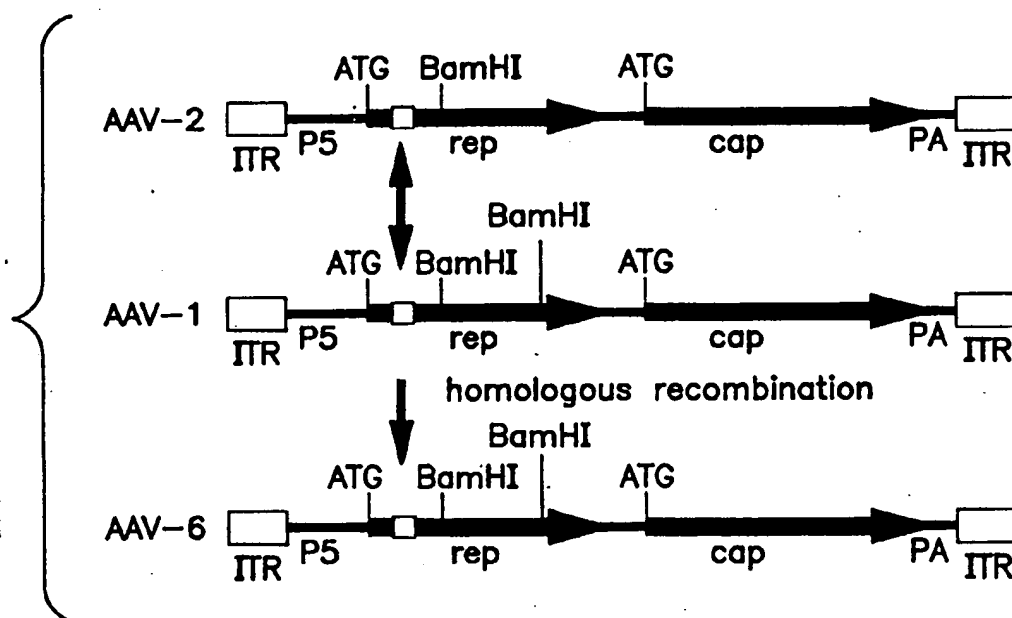 ATG BamHI ATG
AAV-2
ITR P5 rep cap PA ITR
BamHI
ATG BamHI ATG
AAV-1
ITR P5 rep cap PA ITR
homologous recombination
BamHI
ATG BamHI ATG
AAV-6
ITR P5 rep cap PA ITR